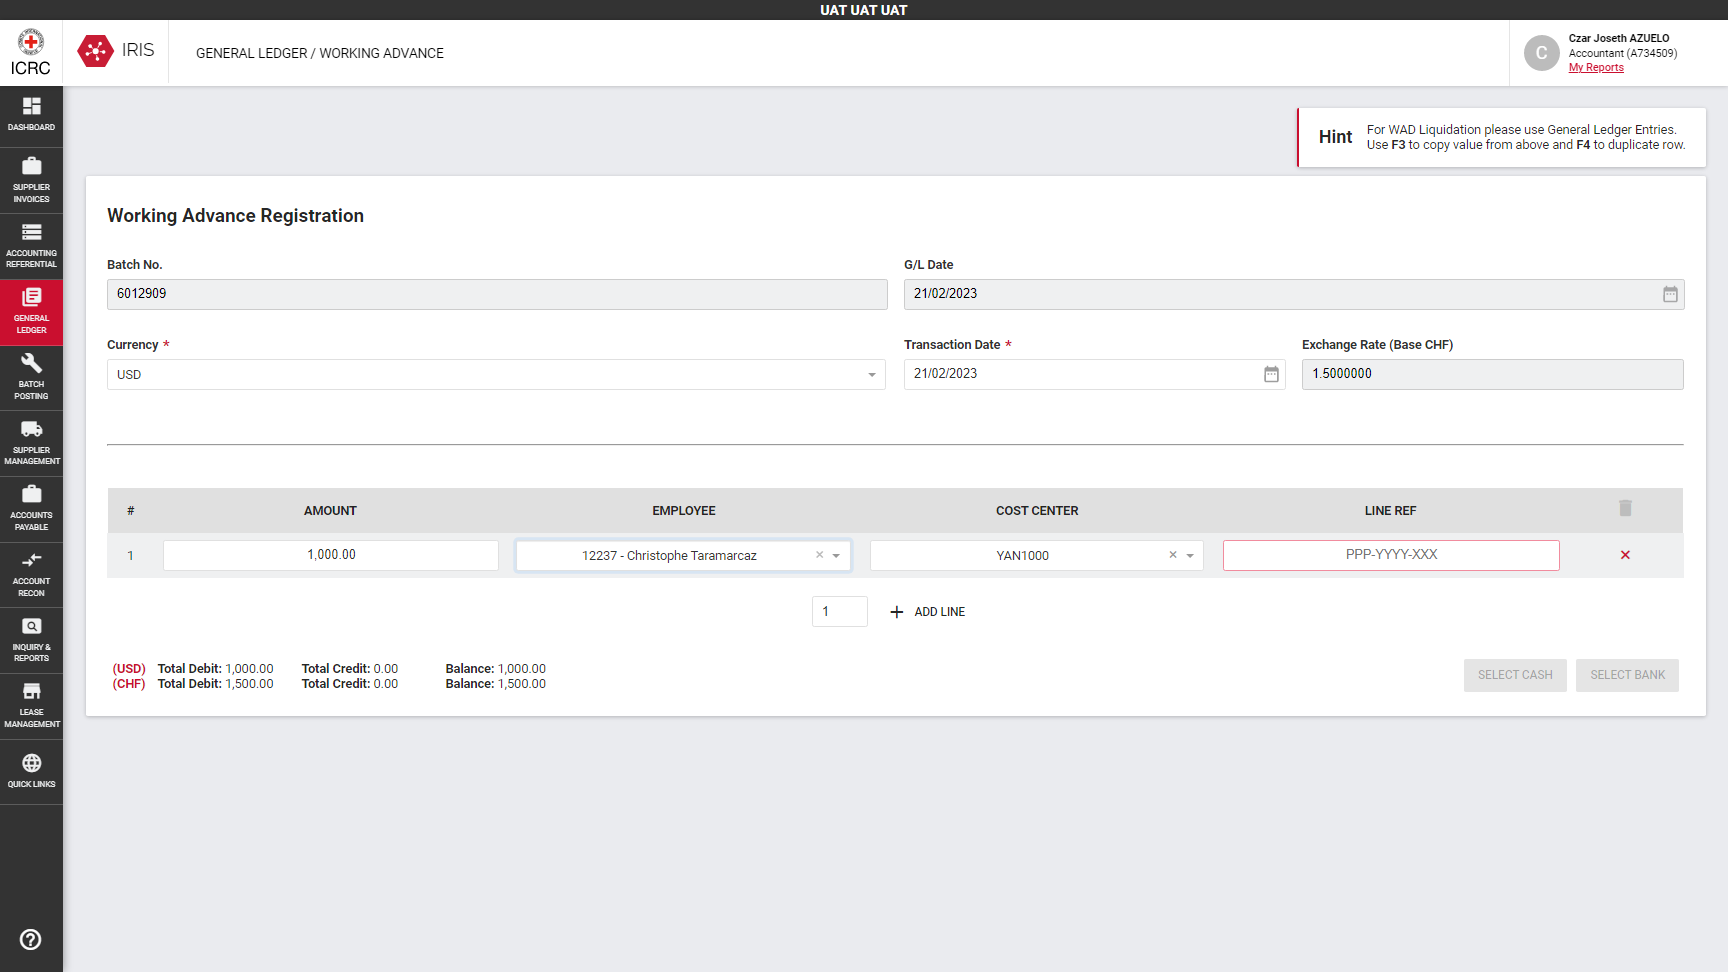 UAT UAT UAT
ICRC
IRIS
GENERAL LEDGER / WORKING ADVANCE
C
Czar Joseth AZUELO
Accountant (A734509)
My Reports
DASHBOARD
SUPPLIER
INVOICES
ACCOUNTING
REFERENTIAL
GENERAL
LEDGER
BATCH
POSTING
SUPPLIER
MANAGEMENT
ACCOUNTS
PAYABLE
ACCOUNT
RECON
INQUIRY &
REPORTS
LEASE
MANAGEMENT
QUICK LINKS
Hint
For WAD Liquidation please use General Ledger Entries.
Use F3 to copy value from above and F4 to duplicate row.
Working Advance Registration
Batch No.
6012909
G/L Date
21/02/2023
Currency *
USD
Transaction Date *
21/02/2023
Exchange Rate (Base CHF)
1.5000000
# AMOUNT EMPLOYEE COST CENTER LINE REF
1 1,000.00 12237 - Christophe Taramarcaz × YAN1000 × PPP-YYYY-XXX ×
1 + ADD LINE
(USD) Total Debit: 1,000.00 Total Credit: 0.00 Balance: 1,000.00
(CHF) Total Debit: 1,500.00 Total Credit: 0.00 Balance: 1,500.00
SELECT CASH
SELECT BANK